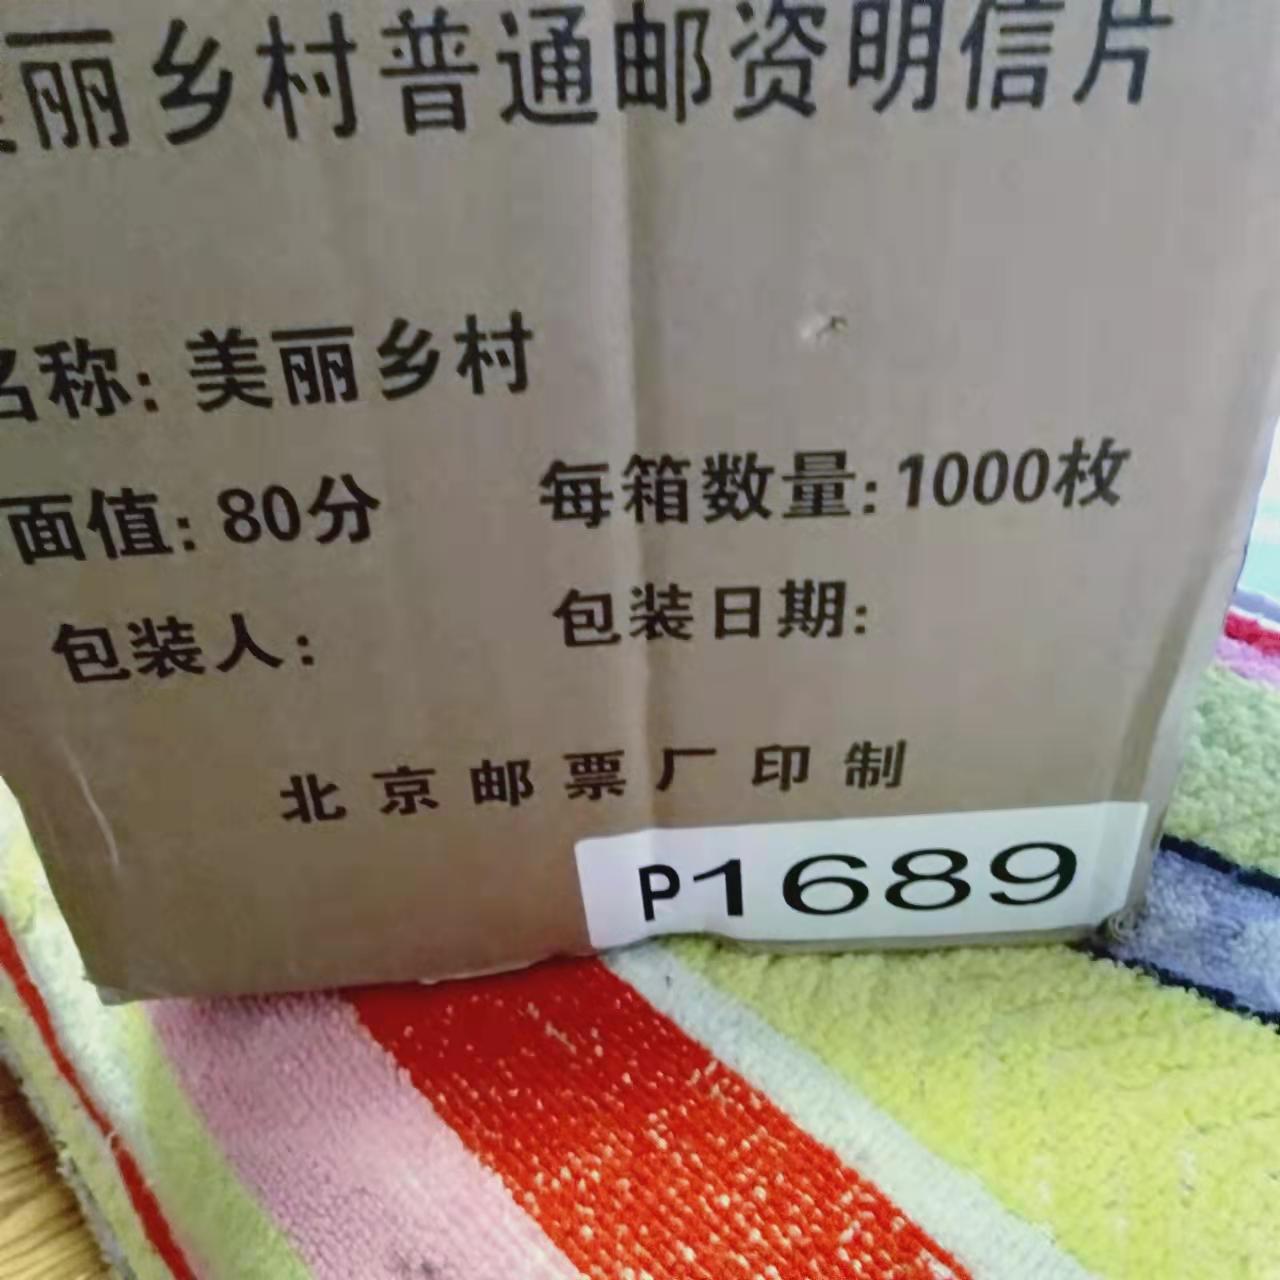 美丽乡村普通邮资明信片
名称: 美丽乡村
面值: 80分 每箱数量: 1000枚
包装人: 包装日期:
北京邮票厂印制
P1689